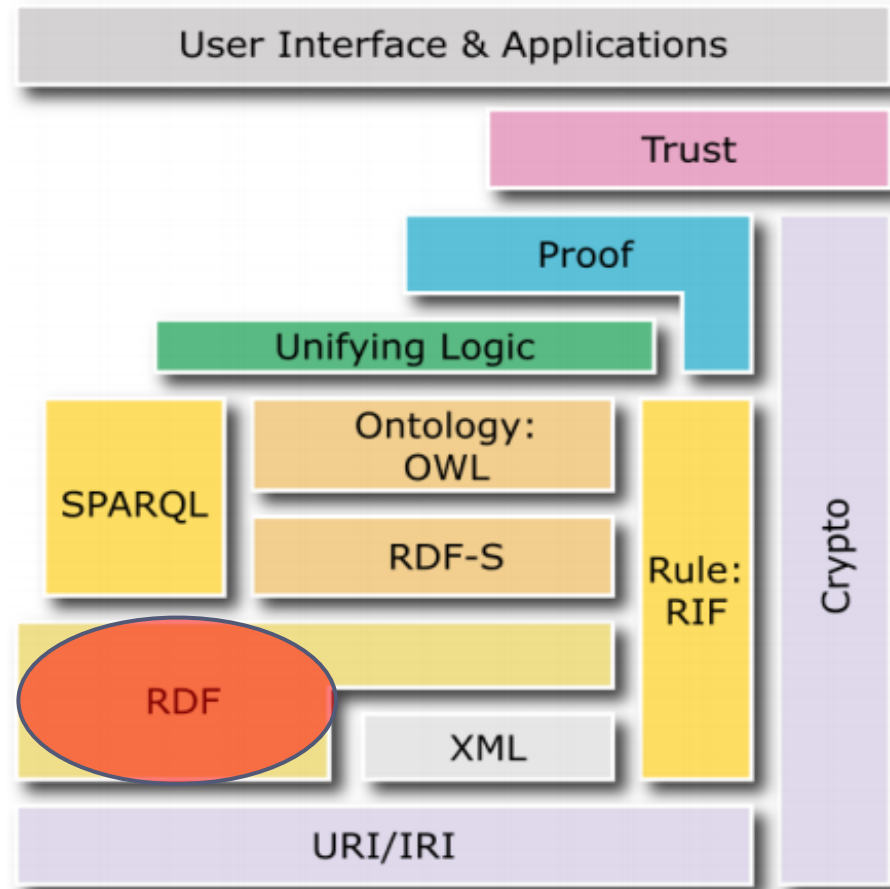 User Interface & Applications
Trust
Proof
Unifying Logic
Ontology:
OWL
SPARQL
RDF-S
Rule:
RIF
Crypto
RDF
XML
URI/IRI